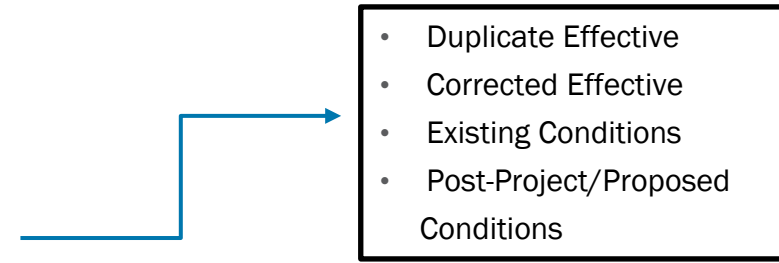 • Duplicate Effective
• Corrected Effective
• Existing Conditions
• Post-Project/Proposed
Conditions